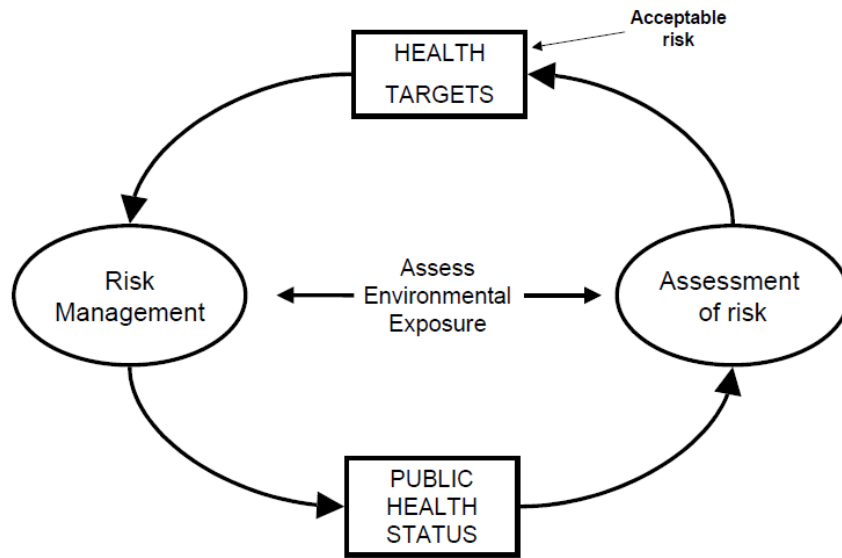 Acceptable
risk
HEALTH
TARGETS
Risk
Management
Assess
Environmental
Exposure
Assessment
of risk
PUBLIC
HEALTH
STATUS